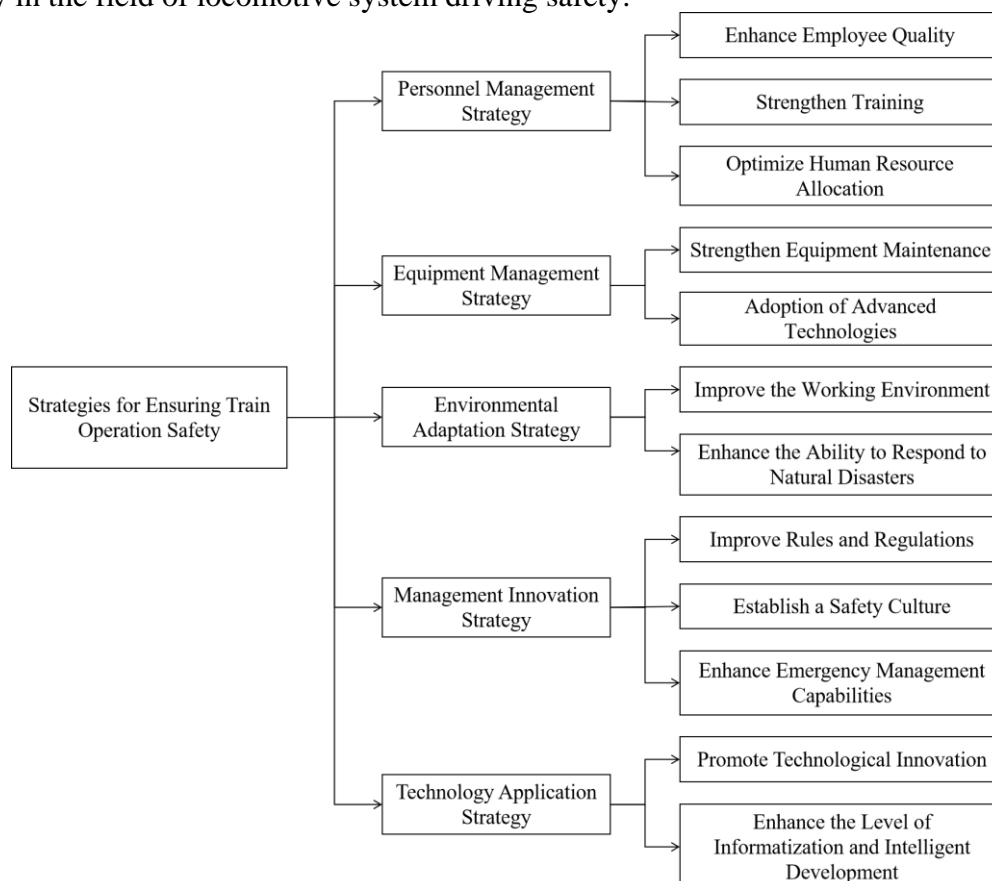 in the field of locomotive system driving safety.
Enhance Employee Quality
Personnel Management
Strategy
Strengthen Training
Optimize Human Resource
Allocation
Strengthen Equipment Maintenance
Equipment Management
Strategy
Adoption of Advanced
Technologies
Strategies for Ensuring Train
Operation Safety
Improve the Working Environment
Environmental
Adaptation Strategy
Enhance the Ability to Respond to
Natural Disasters
Improve Rules and Regulations
Management Innovation
Strategy
Establish a Safety Culture
Enhance Emergency Management
Capabilities
Promote Technological Innovation
Technology Application
Strategy
Enhance the Level of
Informatization and Intelligent
Development